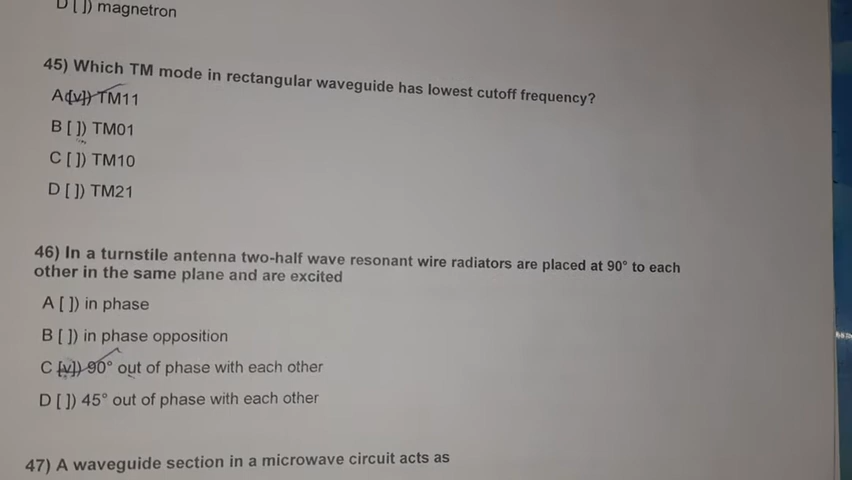 D [ ]) magnetron
45) Which TM mode in rectangular waveguide has lowest cutoff frequency?
A [v]) TM11
B [ ]) TM01
C [ ]) TM10
D [ ]) TM21
46) In a turnstile antenna two-half wave resonant wire radiators are placed at 90° to each
other in the same plane and are excited
A [ ]) in phase
B [ ]) in phase opposition
C [v]) 90° out of phase with each other
D [ ]) 45° out of phase with each other
47) A waveguide section in a microwave circuit acts as